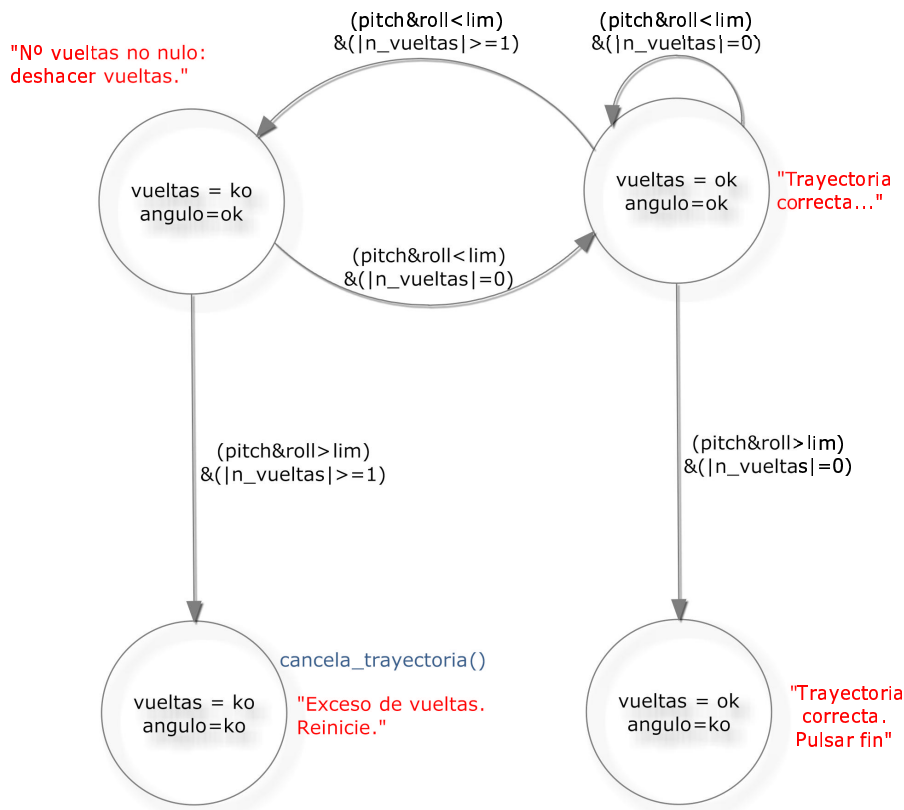 (pitch&roll<lim)
&(|n_vueltas|>=1)
(pitch&roll<lim)
&(|n_vueltas|=0)
"Nº vueltas no nulo:
deshacer vueltas."
vueltas = ko
angulo=ok
vueltas = ok
angulo=ok
"Trayectoria
correcta..."
(pitch&roll<lim)
&(|n_vueltas|=0)
(pitch&roll>lim)
&(|n_vueltas|>=1)
(pitch&roll>lim)
&(|n_vueltas|=0)
vueltas = ko
angulo=ko
cancela_trayectoria()
"Exceso de vueltas.
Reinicie."
vueltas = ok
angulo=ko
"Trayectoria
correcta.
Pulsar fin"